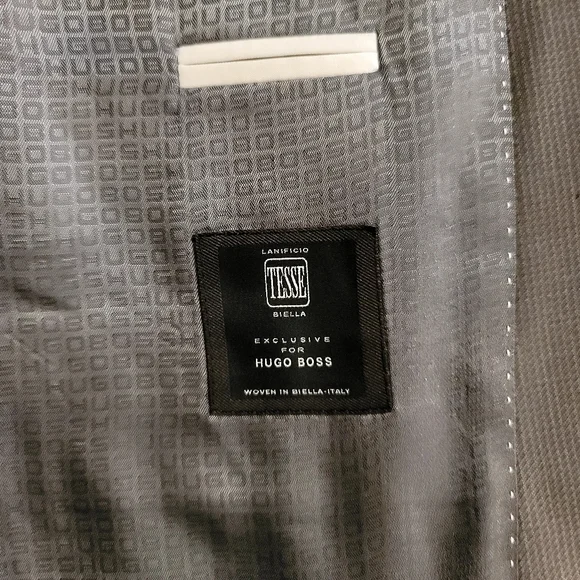 LANIFICIO
TESSE
BIELLA
EXCLUSIVE
FOR
HUGO BOSS
WOVEN IN BIELLA-ITALY